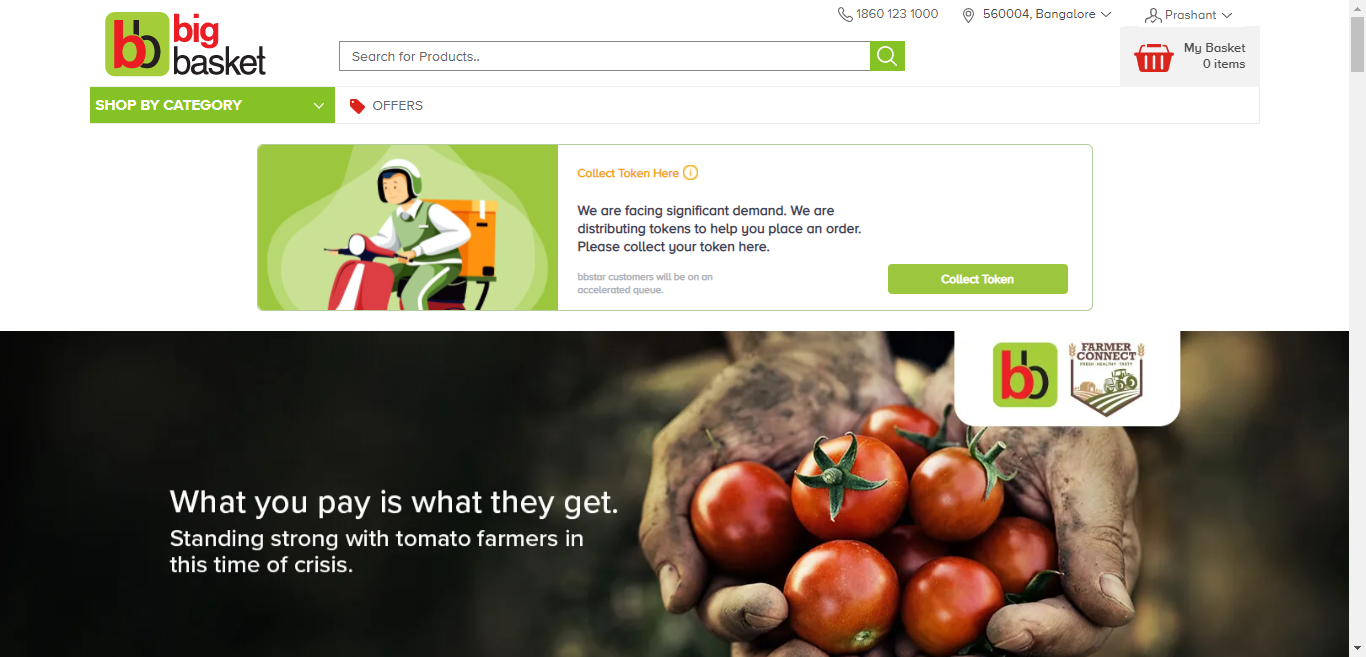 1860 123 1000
560004, Bangalore
Prashant
bb big
basket
Search for Products..
My Basket
0 items
SHOP BY CATEGORY
OFFERS
Collect Token Here i
We are facing significant demand. We are
distributing tokens to help you place an order.
Please collect your token here.
bbstar customers will be on an
accelerated queue.
Collect Token
bb
FARMER
CONNECT
FRESH · HEALTHY · TASTY
What you pay is what they get.
Standing strong with tomato farmers in
this time of crisis.